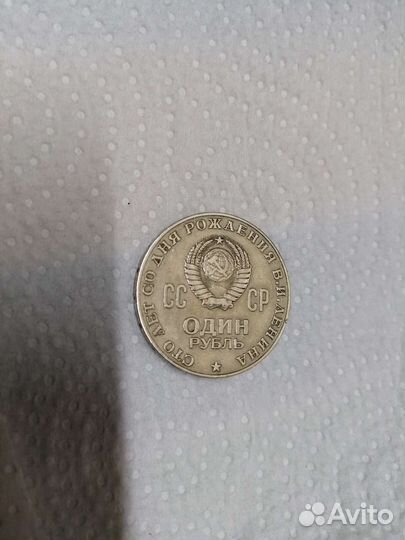 СТО ЛЕТ СО ДНЯ РОЖДЕНИЯ В.И.ЛЕНИНА
СС СР
ОДИН
РУБЛЬ
Avito